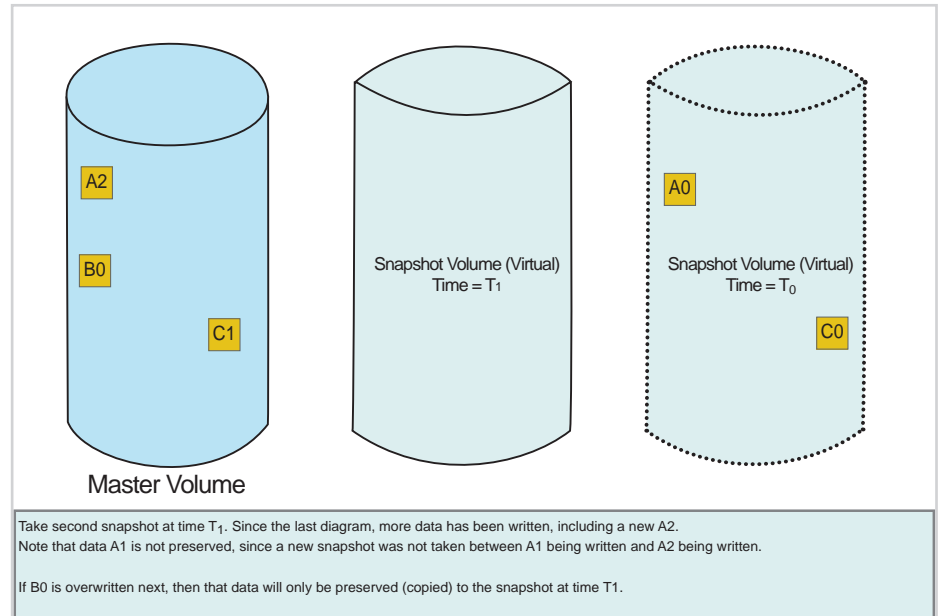 A2
B0
C1
Master Volume
Snapshot Volume (Virtual)
Time = T1
A0
Snapshot Volume (Virtual)
Time = T0
C0
Take second snapshot at time T1. Since the last diagram, more data has been written, including a new A2.
Note that data A1 is not preserved, since a new snapshot was not taken between A1 being written and A2 being written.
If B0 is overwritten next, then that data will only be preserved (copied) to the snapshot at time T1.